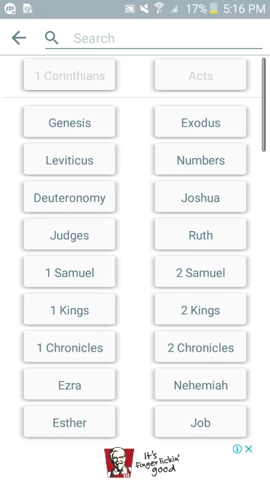 17% 5:16 PM
Search
1 Corinthians Acts
Genesis Exodus
Leviticus Numbers
Deuteronomy Joshua
Judges Ruth
1 Samuel 2 Samuel
1 Kings 2 Kings
1 Chronicles 2 Chronicles
Ezra Nehemiah
Esther Job
It's
finger lickin'
good